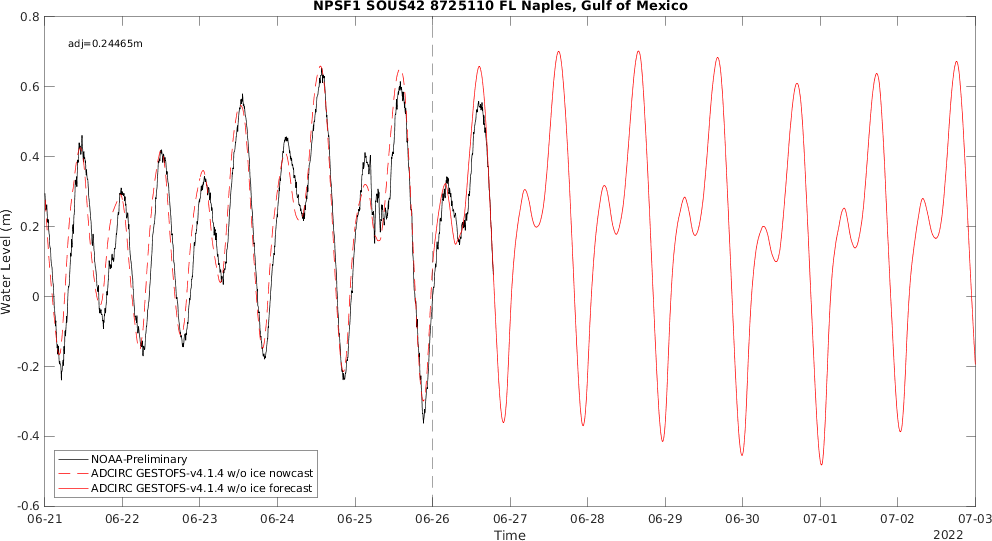 NPSF1 SOUS42 8725110 FL Naples, Gulf of Mexico
adj=0.24465m
0.8
0.6
0.4
0.2
0
-0.2
-0.4
-0.6
Water Level (m)
NOAA-Preliminary
ADCIRC GESTOFS-v4.1.4 w/o ice nowcast
ADCIRC GESTOFS-v4.1.4 w/o ice forecast
06-21 06-22 06-23 06-24 06-25 06-26 06-27 06-28 06-29 06-30 07-01 07-02 07-03
Time
2022